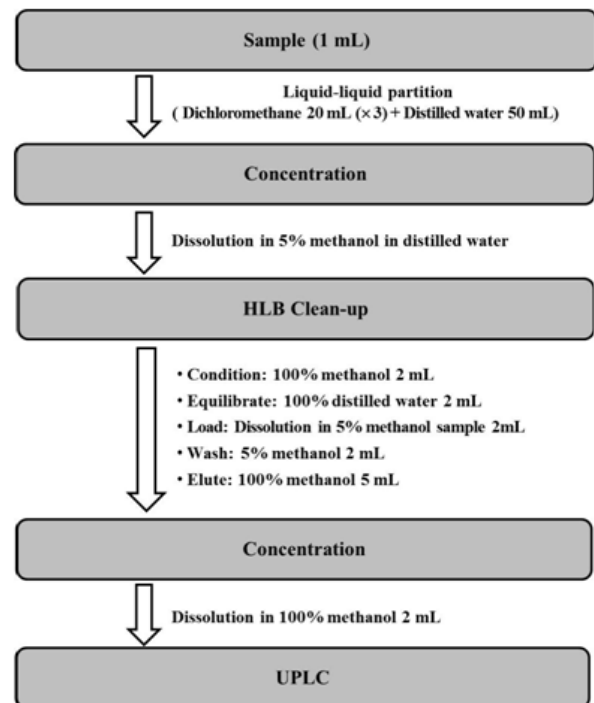 Sample (1 mL)
Liquid-liquid partition
( Dichloromethane 20 mL (×3) + Distilled water 50 mL)
Concentration
Dissolution in 5% methanol in distilled water
HLB Clean-up
• Condition: 100% methanol 2 mL
• Equilibrate: 100% distilled water 2 mL
• Load: Dissolution in 5% methanol sample 2mL
• Wash: 5% methanol 2 mL
• Elute: 100% methanol 5 mL
Concentration
Dissolution in 100% methanol 2 mL
UPLC